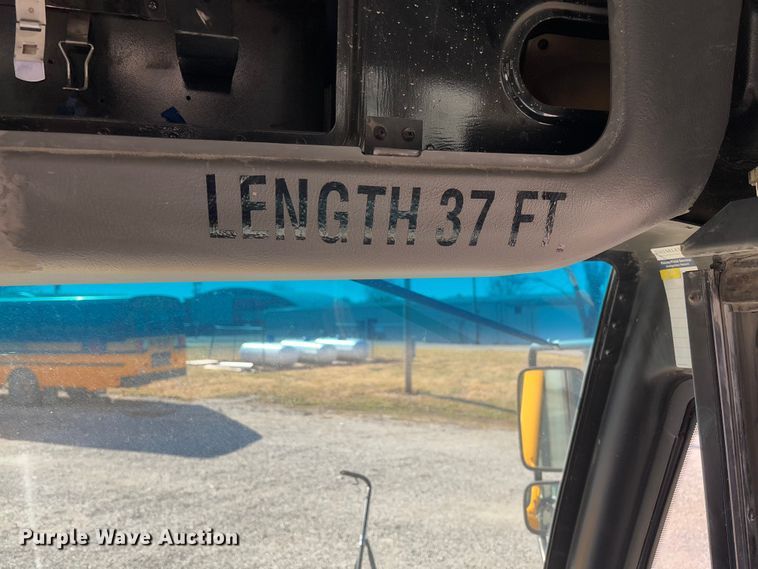 LENGTH 37 FT.
Purple Wave Auction